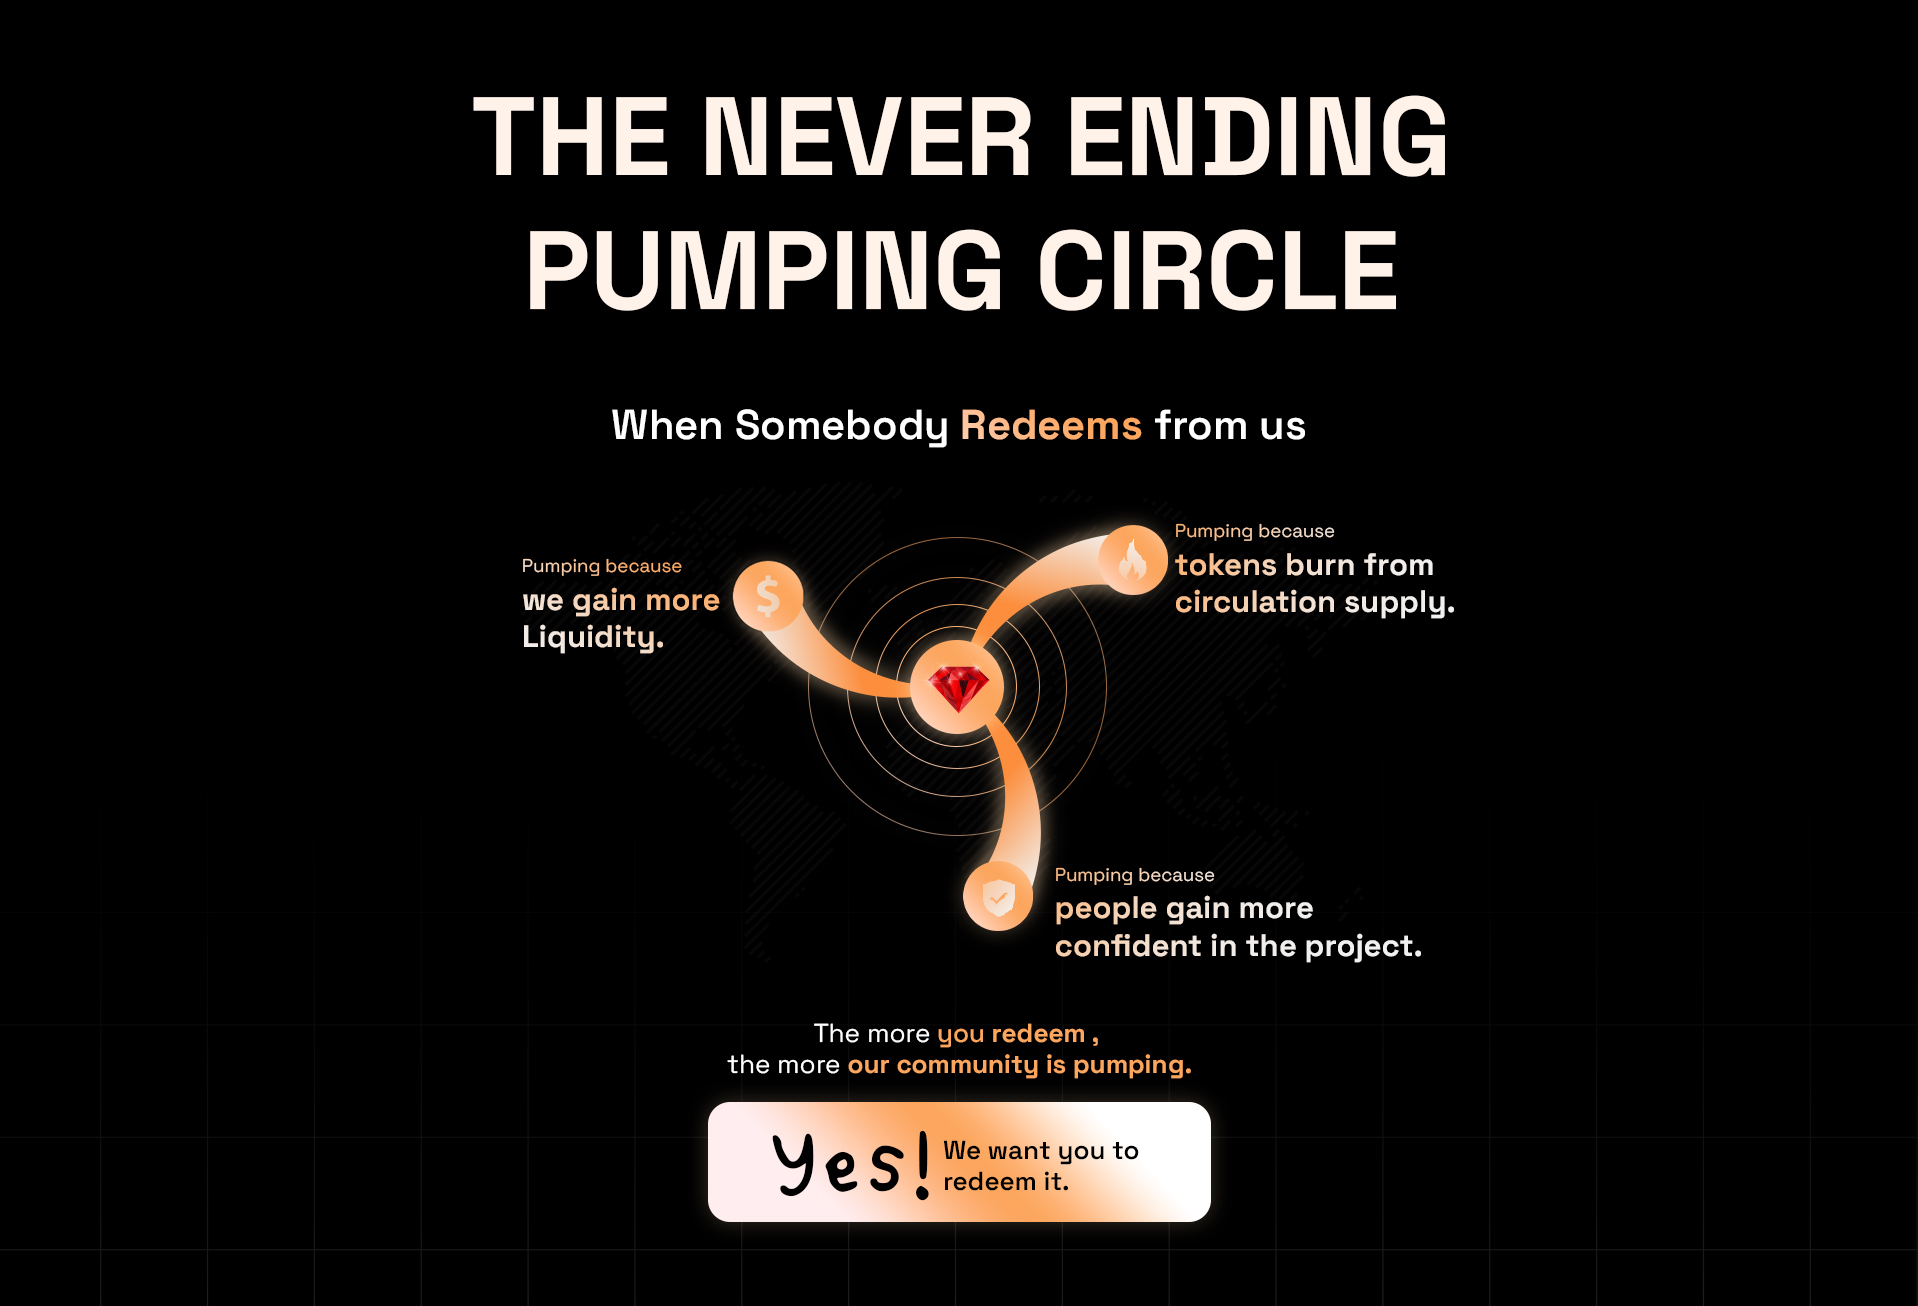 THE NEVER ENDING
PUMPING CIRCLE
When Somebody Redeems from us
Pumping because
we gain more
Liquidity.
$
Pumping because
tokens burn from
circulation supply.
Pumping because
people gain more
confident in the project.
The more you redeem ,
the more our community is pumping.
Yes! We want you to
redeem it.